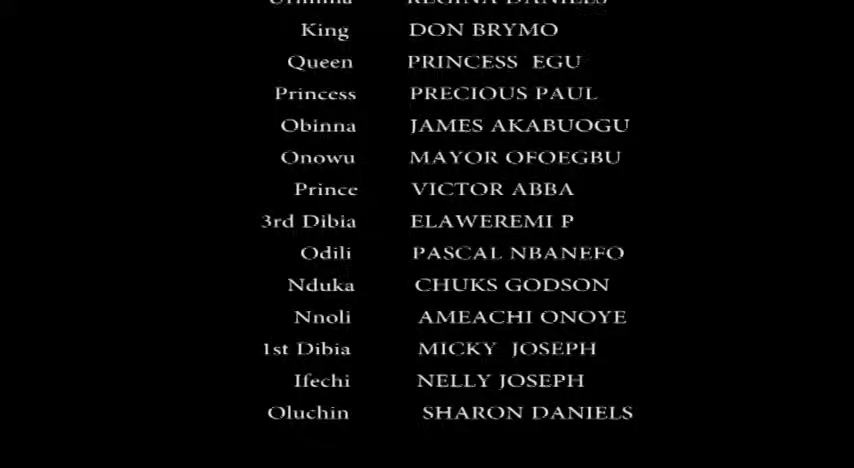 REGINA DANIELS
King DON BRYMO
Queen PRINCESS EGU
Princess PRECIOUS PAUL
Obinna JAMES AKABUOGU
Onowu MAYOR OFOEGBU
Prince VICTOR ABBA
3rd Dibia ELAWEREMI P
Odili PASCAL NBANEFO
Nduka CHUKS GODSON
Nnoli AMEACHI ONOYE
1st Dibia MICKY JOSEPH
Ifechi NELLY JOSEPH
Oluchin SHARON DANIELS